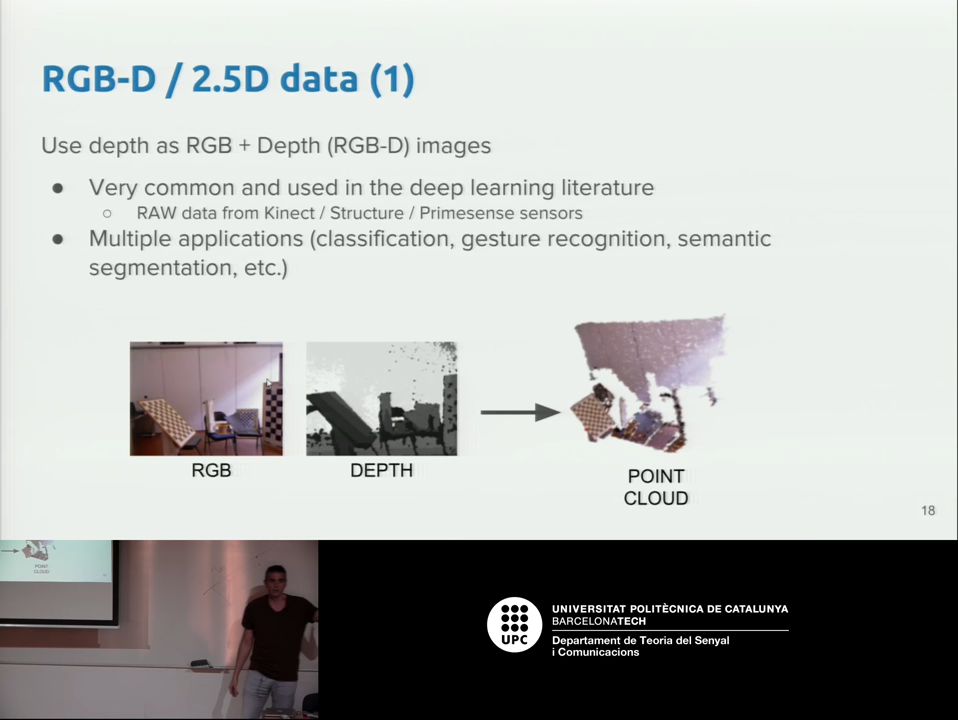 RGB-D / 2.5D data (1)
Use depth as RGB + Depth (RGB-D) images
● Very common and used in the deep learning literature
○ RAW data from Kinect / Structure / Primesense sensors
● Multiple applications (classification, gesture recognition, semantic
segmentation, etc.)
RGB
DEPTH
POINT
CLOUD
18
POINT
CLOUD
UPC
UNIVERSITAT POLITÈCNICA DE CATALUNYA
BARCELONATECH
Departament de Teoria del Senyal
i Comunicacions